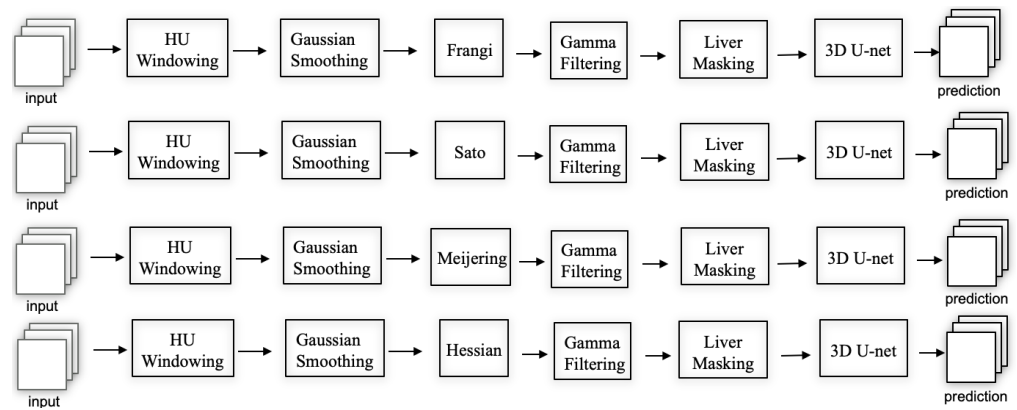 HU
Windowing
Gaussian
Smoothing
Frangi
Gamma
Filtering
Liver
Masking
3D U-net
input
prediction
HU
Windowing
Gaussian
Smoothing
Sato
Gamma
Filtering
Liver
Masking
3D U-net
input
prediction
HU
Windowing
Gaussian
Smoothing
Meijering
Gamma
Filtering
Liver
Masking
3D U-net
input
prediction
HU
Windowing
Gaussian
Smoothing
Hessian
Gamma
Filtering
Liver
Masking
3D U-net
input
prediction